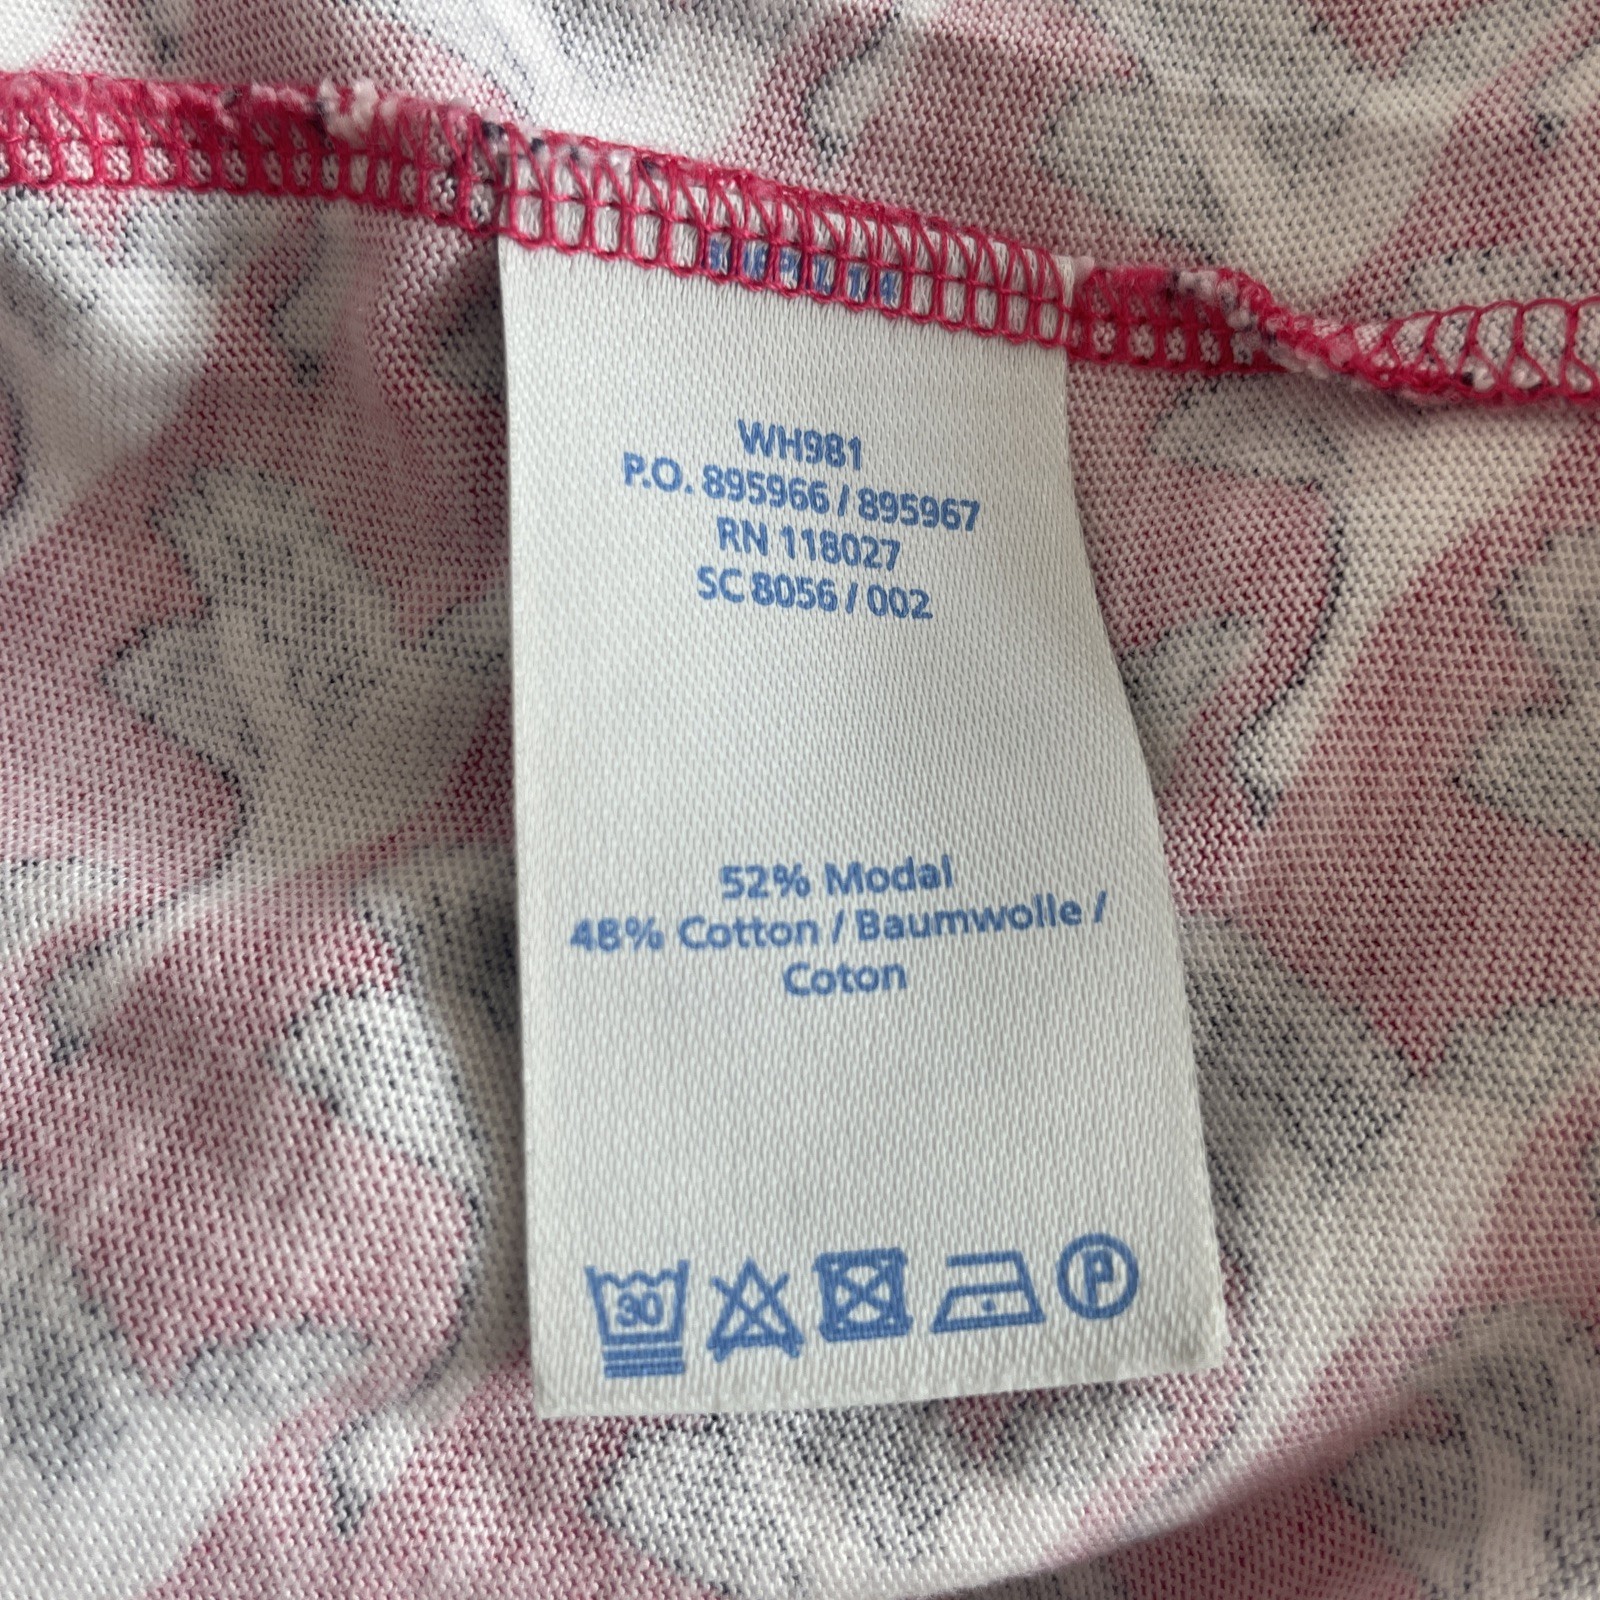 WH981
P.O. 895966 / 895967
RN 118027
SC 8056 / 002
52% Modal
48% Cotton / Baumwolle /
Coton
30
P